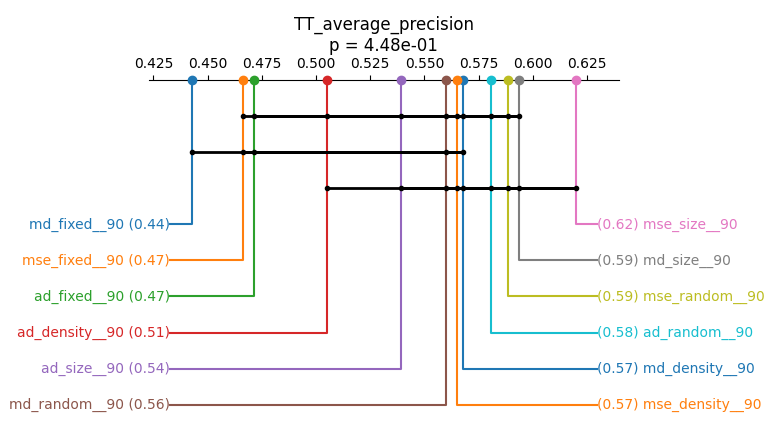 TT_average_precision
p = 4.48e-01
0.425 0.450 0.475 0.500 0.525 0.550 0.575 0.600 0.625
md_fixed__90 (0.44) (0.62) mse_size__90
mse_fixed__90 (0.47) (0.59) md_size__90
ad_fixed__90 (0.47) (0.59) mse_random__90
ad_density__90 (0.51) (0.58) ad_random__90
ad_size__90 (0.54) (0.57) md_density__90
md_random__90 (0.56) (0.57) mse_density__90